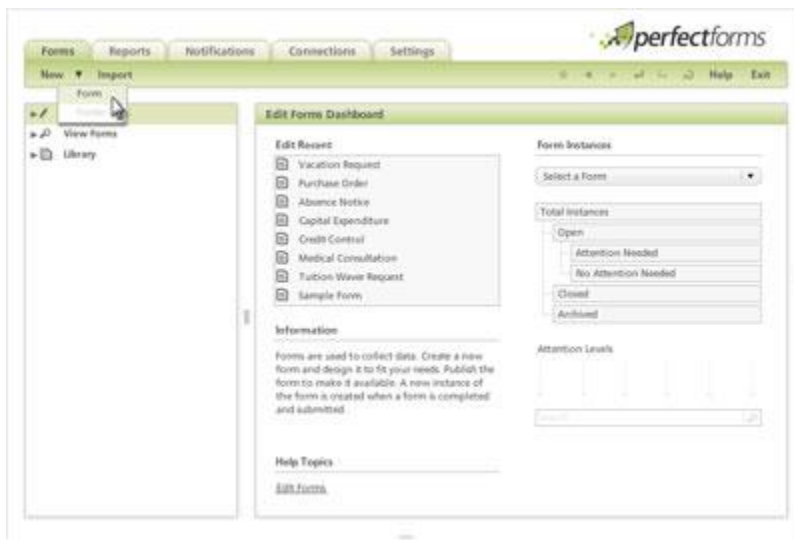 perfectforms
Forms Reports Notifications Connections Settings
New Import Help Exit
Form
View Forms
Library
Edit Forms Dashboard
Edit Recent
Vacation Request
Purchase Order
Absence Notice
Capital Expenditure
Credit Control
Medical Consultation
Tuition Waver Request
Sample Form
Information
Forms are used to collect data. Create a new
form and design it to fit your needs. Publish the
form to make it available. A new instance of
the form is created when a form is completed
and submitted
Help Topics
Edit Forms
Form Instances
Select a Form
Total Instances
Open
Attention Needed
No Attention Needed
Closed
Archived
Attention Levels
Search